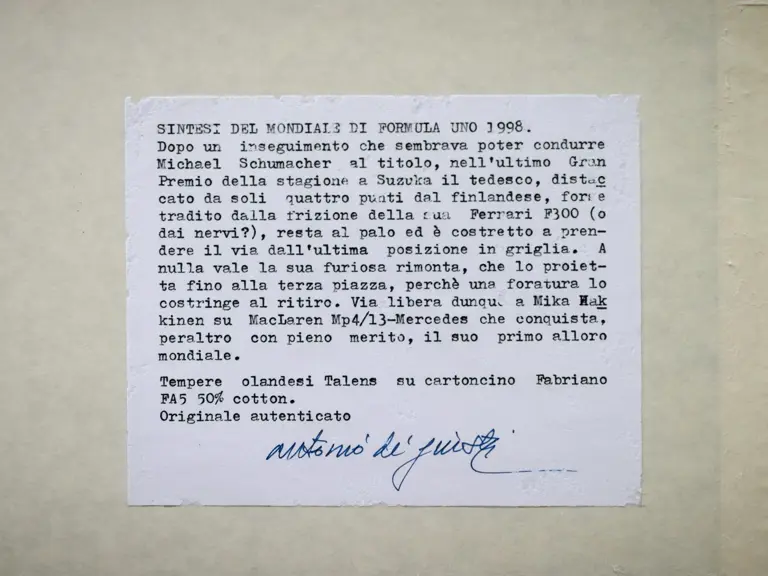 SINTESI DEL MONDIALE DI FORMULA UNO 1998.
Dopo un inseguimento che sembrava poter condurre
Michael Schumacher al titolo, nell'ultimo Gran
Premio della stagione a Suzuka il tedesco, distac
cato da soli quattro punti dal finlandese, forse
tradito dalla frizione della sua Ferrari F300 (o
dai nervi?), resta al palo ed è costretto a pren-
dere il via dall'ultima posizione in griglia. A
nulla vale la sua furiosa rimonta, che lo proiet-
ta fino alla terza piazza, perchè una foratura lo
costringe al ritiro. Via libera dunque a Mika Hak
kinen su MacLaren Mp4/13-Mercedes che conquista,
peraltro con pieno merito, il suo primo alloro
mondiale.
Tempere olandesi Talens su cartoncino Fabriano
FA5 50% cotton.
Originale autenticato
antonio de giusti